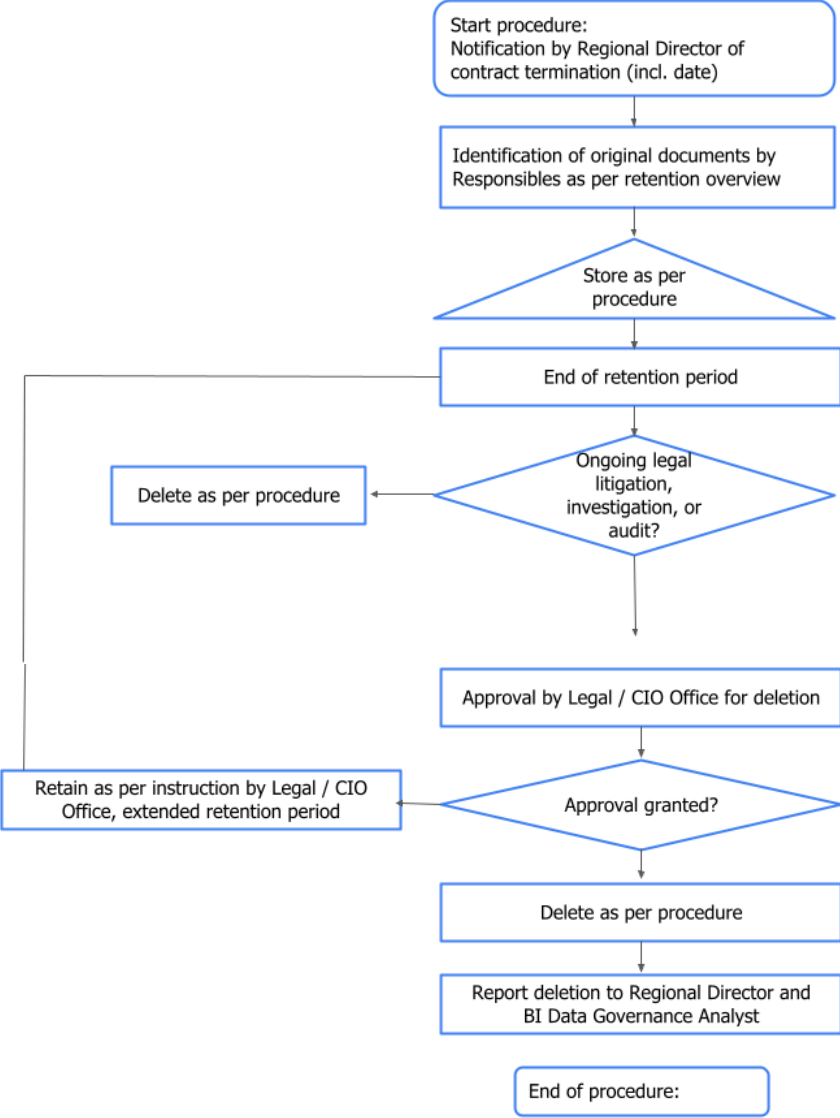 Start procedure:
Notification by Regional Director of
contract termination (incl. date)
Identification of original documents by
Responsibles as per retention overview
Store as per
procedure
End of retention period
Ongoing legal
litigation,
investigation, or
audit?
Delete as per procedure
Approval by Legal / CIO Office for deletion
Approval granted?
Retain as per instruction by Legal / CIO
Office, extended retention period
Delete as per procedure
Report deletion to Regional Director and
BI Data Governance Analyst
End of procedure: